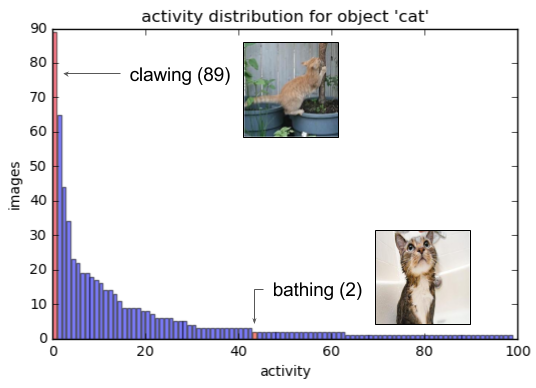 activity distribution for object 'cat'
90
80
70
60
50
40
30
20
10
0
images
clawing (89)
bathing (2)
0 20 40 60 80 100
activity